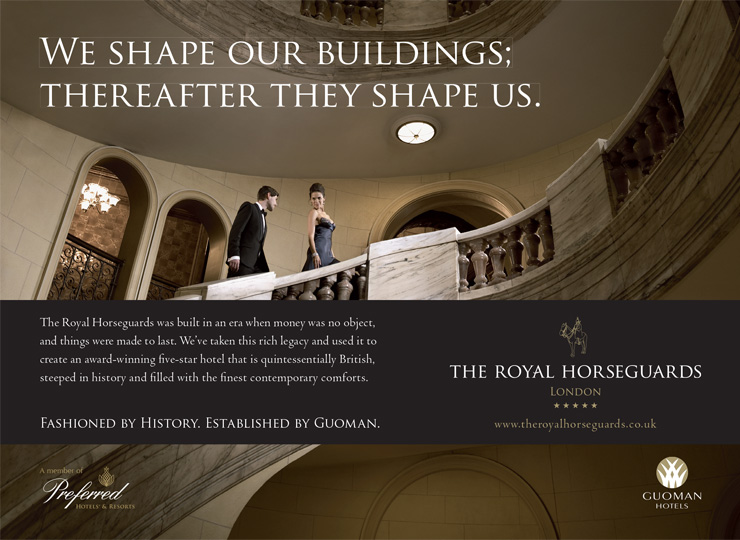 WE SHAPE OUR BUILDINGS;
THEREAFTER THEY SHAPE US.
The Royal Horseguards was built in an era when money was no object,
and things were made to last. We've taken this rich legacy and used it to
create an award-winning five-star hotel that is quintessentially British,
steeped in history and filled with the finest contemporary comforts.
FASHIONED BY HISTORY. ESTABLISHED BY GUOMAN.
THE ROYAL HORSEGUARDS
LONDON
★★★★★
www.theroyalhorseguards.co.uk
A member of
Preferred
HOTELS & RESORTS
GUOMAN
HOTELS